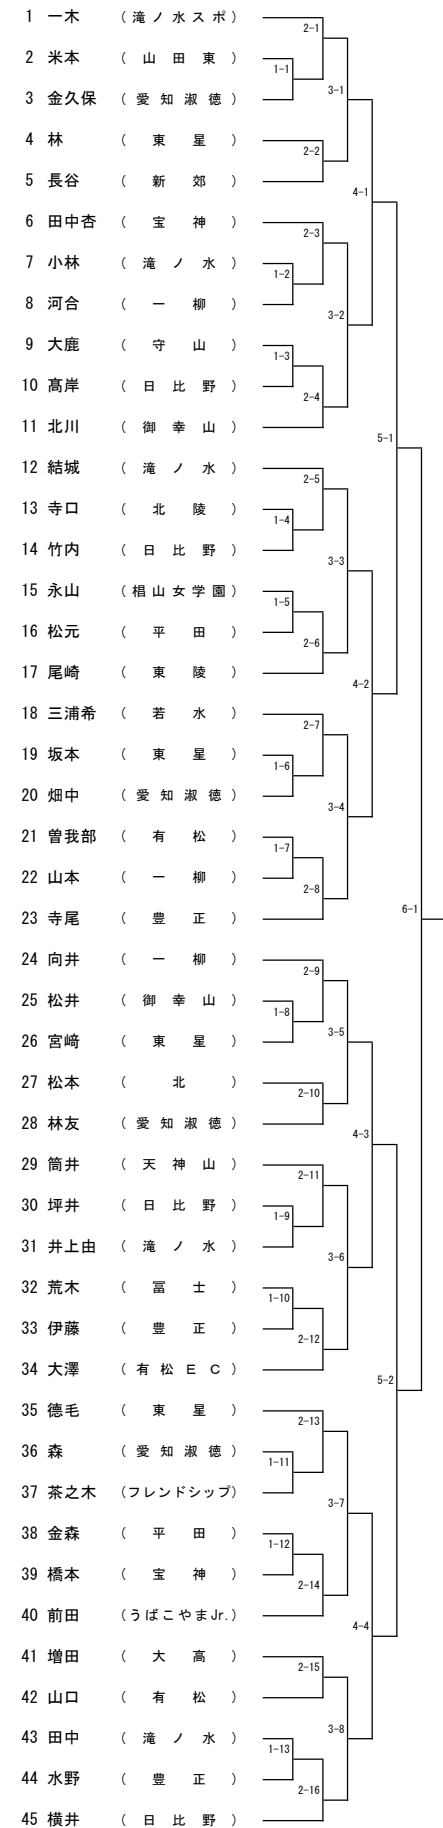 1 一木 (滝ノ水スポ)
2-1
2 米本 (山田東)
1-1
3 金久保 (愛知淑徳)
3-1
4 林 (東星)
2-2
5 長谷 (新郊)
4-1
6 田中杏 (宝神)
2-3
7 小林 (滝ノ水)
1-2
8 河合 (一柳)
3-2
9 大鹿 (守山)
1-3
10 髙岸 (日比野)
2-4
11 北川 (御幸山)
5-1
12 結城 (滝ノ水)
2-5
13 寺口 (北陵)
1-4
14 竹内 (日比野)
3-3
15 永山 (椙山女学園)
1-5
16 松元 (平田)
2-6
17 尾崎 (東陵)
4-2
18 三浦希 (若水)
2-7
19 坂本 (東星)
1-6
20 畑中 (愛知淑徳)
3-4
21 曽我部 (有松)
1-7
22 山本 (一柳)
2-8
23 寺尾 (豊正)
6-1
24 向井 (一柳)
2-9
25 松井 (御幸山)
1-8
26 宮﨑 (東星)
3-5
27 松本 (北)
2-10
28 林友 (愛知淑徳)
4-3
29 筒井 (天神山)
2-11
30 坪井 (日比野)
1-9
31 井上由 (滝ノ水)
3-6
32 荒木 (冨士)
1-10
33 伊藤 (豊正)
2-12
34 大澤 (有松EC)
5-2
35 德毛 (東星)
2-13
36 森 (愛知淑徳)
1-11
37 茶之木 (フレンドシップ)
3-7
38 金森 (平田)
1-12
39 橋本 (宝神)
2-14
40 前田 (うばこやまJr.)
4-4
41 増田 (大高)
2-15
42 山口 (有松)
3-8
43 田中 (滝ノ水)
1-13
44 水野 (豊正)
2-16
45 横井 (日比野)